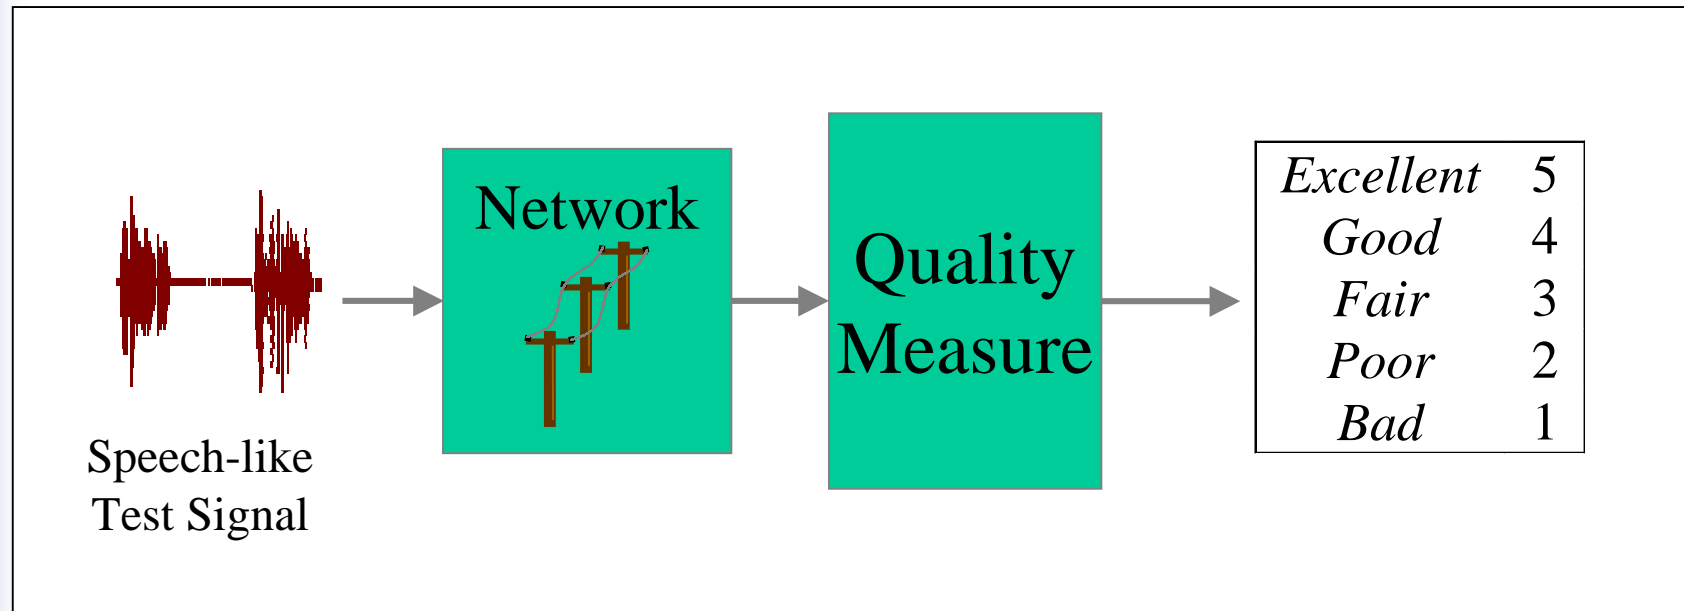 Speech-like
Test Signal
Network
Quality
Measure
Excellent 5
Good 4
Fair 3
Poor 2
Bad 1